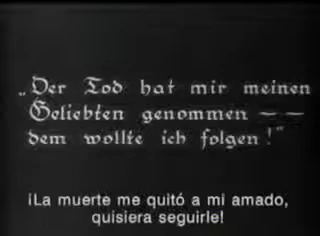 „Der Tod hat mir meinen
Geliebten genommen — —
dem wollte ich folgen!"
¡La muerte me quitó a mi amado,
quisiera seguirle!